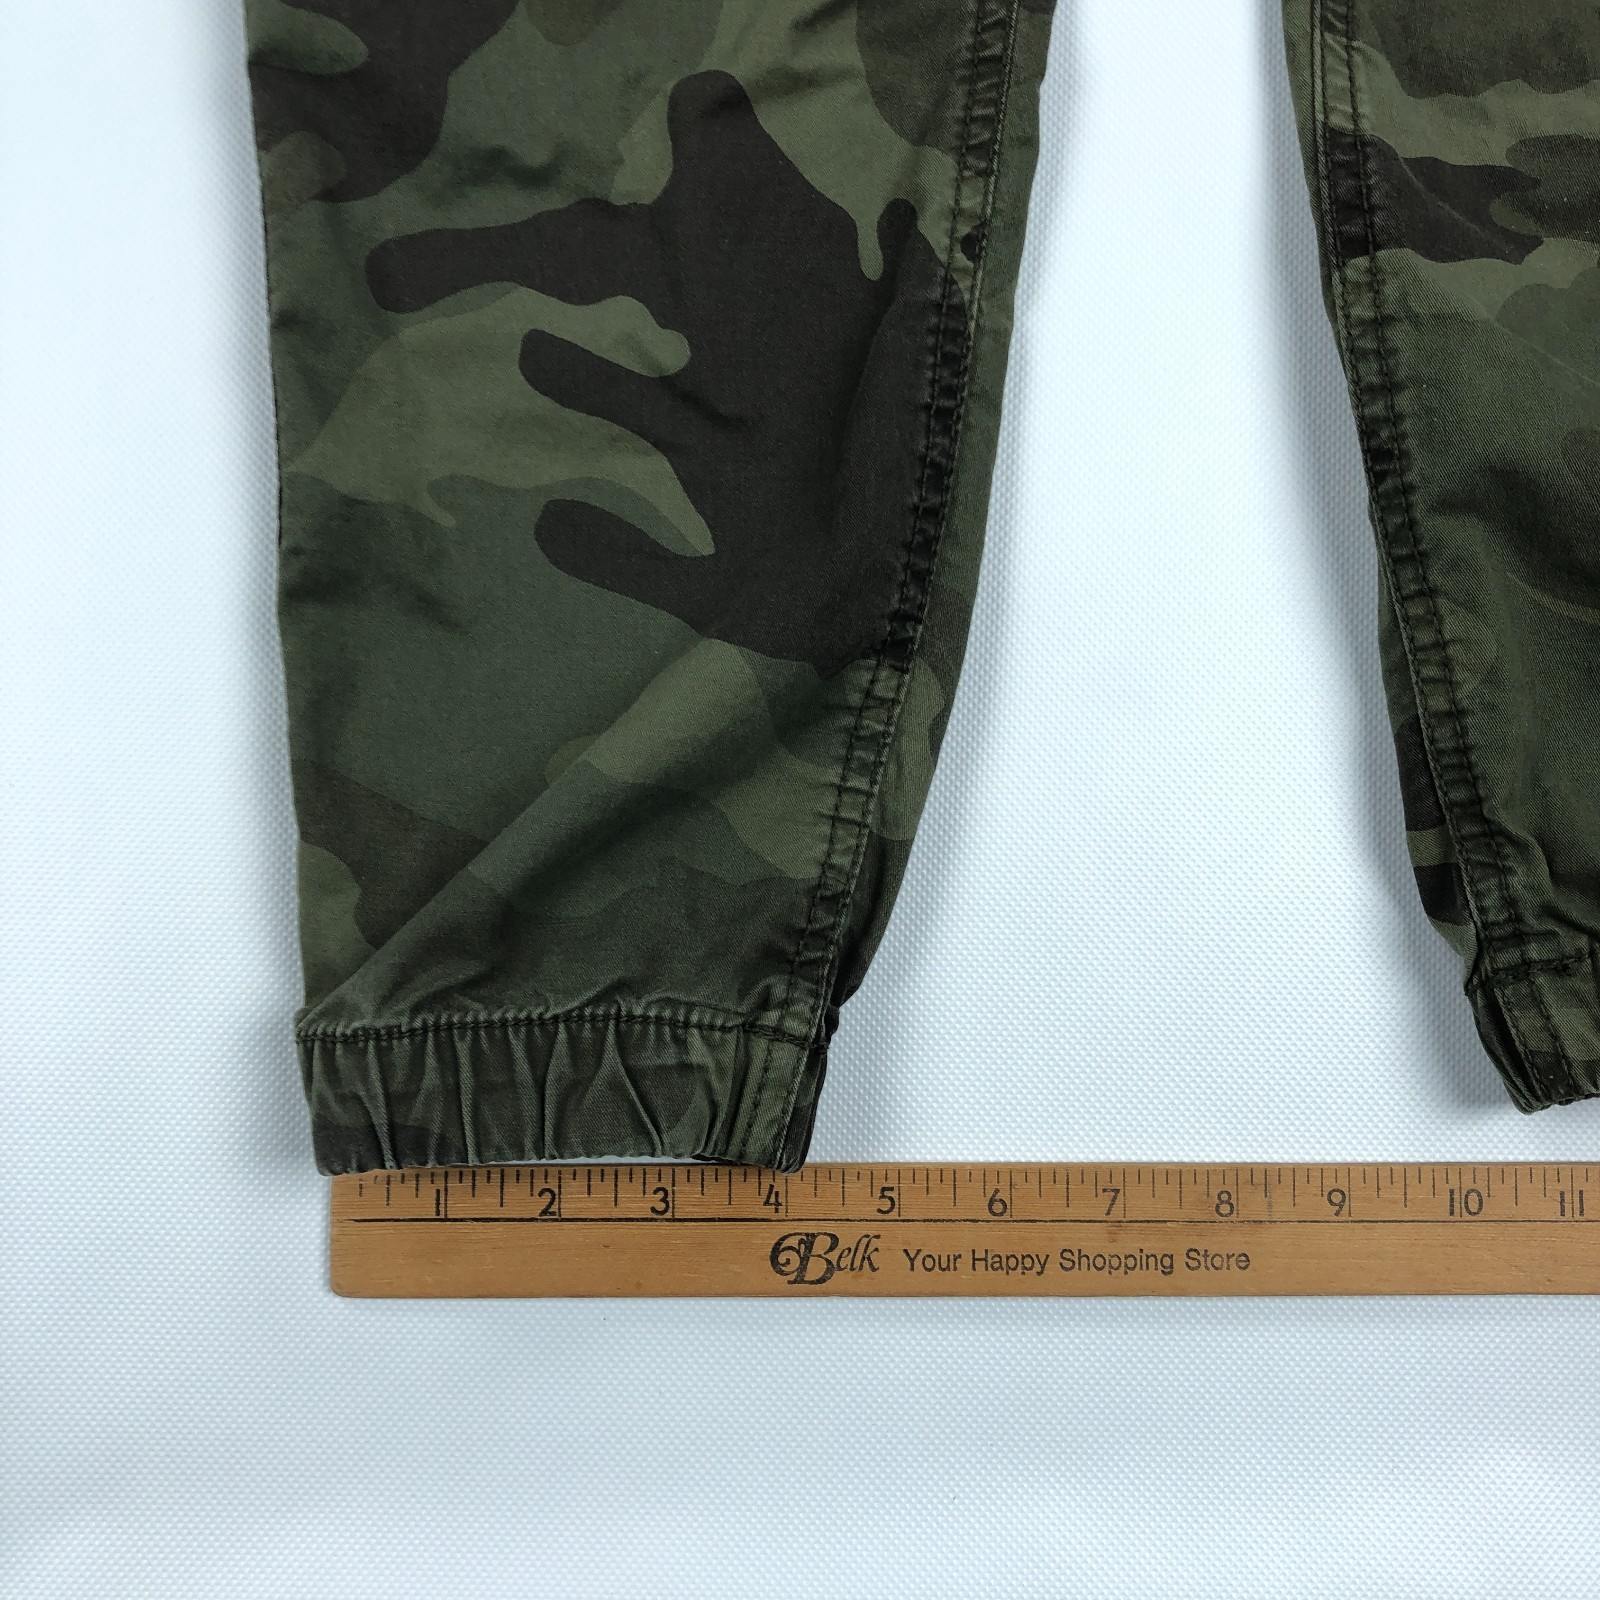 1 2 3 4 5 6 7 8 9 10 11
Belk Your Happy Shopping Store